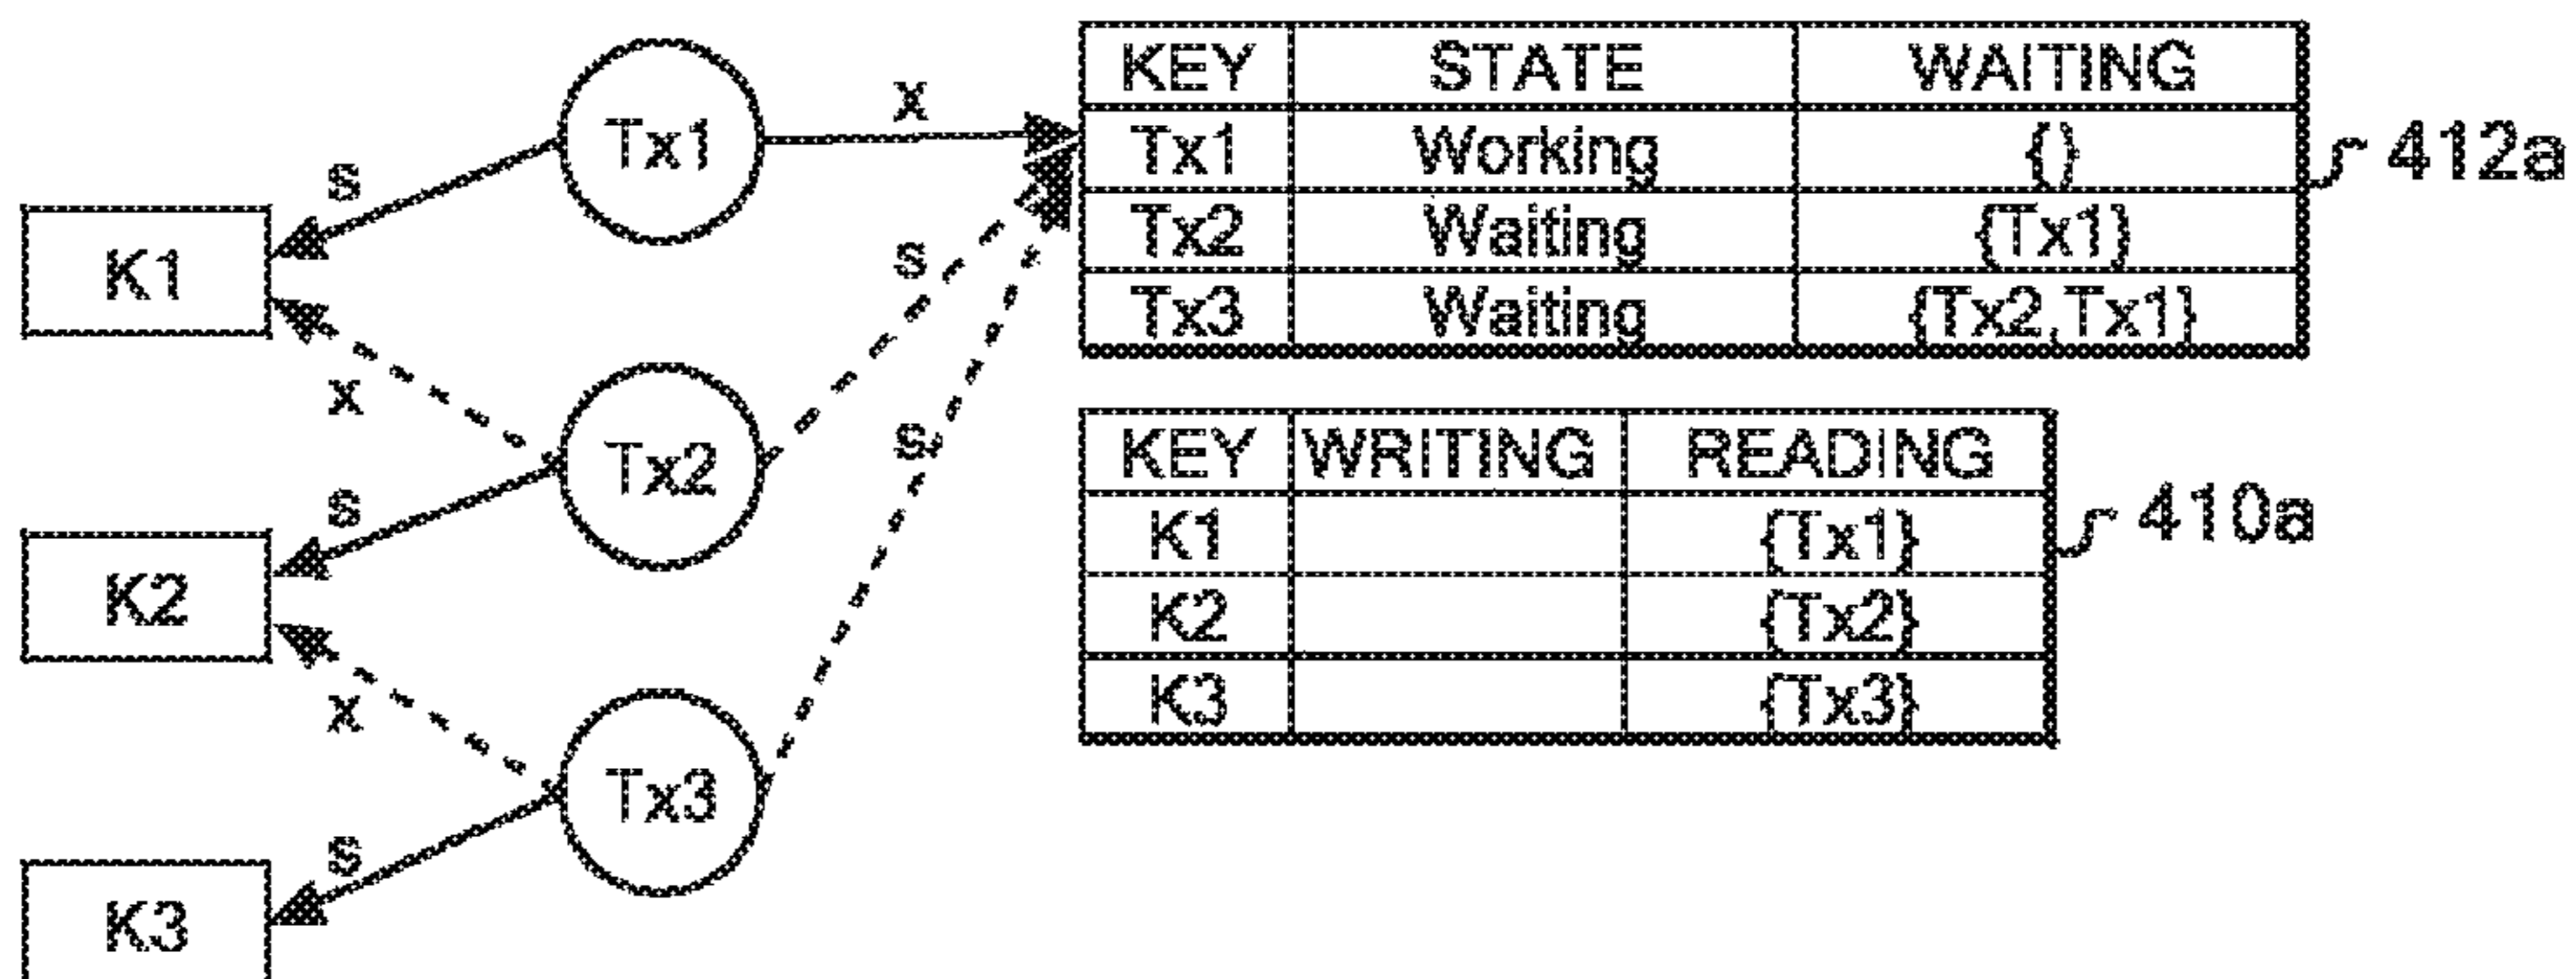 KEY STATE WAITING
Tx1 Working {}
Tx2 Waiting {Tx1}
Tx3 Waiting {Tx2,Tx1}
412a
KEY WRITING READING
K1 {Tx1}
K2 {Tx2}
K3 {Tx3}
410a
Tx1
X
S
K1
X
Tx2
S
S
K2
X
Tx3
S
S
K3